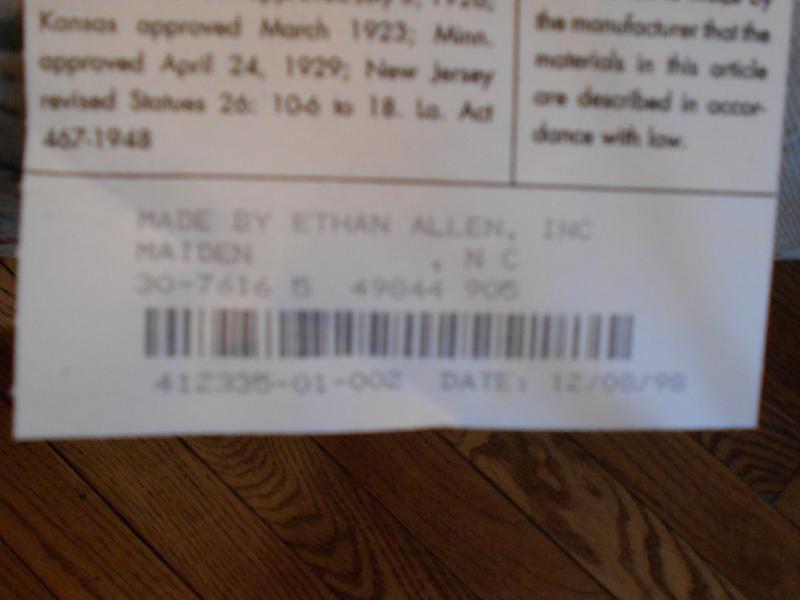 Kansas approved March 1923; Minn.
approved April 24, 1929; New Jersey
revised Statues 26: 10-6 to 18. La. Act
467-1948
the manufacturer that the
materials in this article
are described in accor-
dance with law.
MADE BY ETHAN ALLEN, INC
MAIDEN , N C
30-7616 5 49844 905
412335-01-002 DATE: 12/08/98